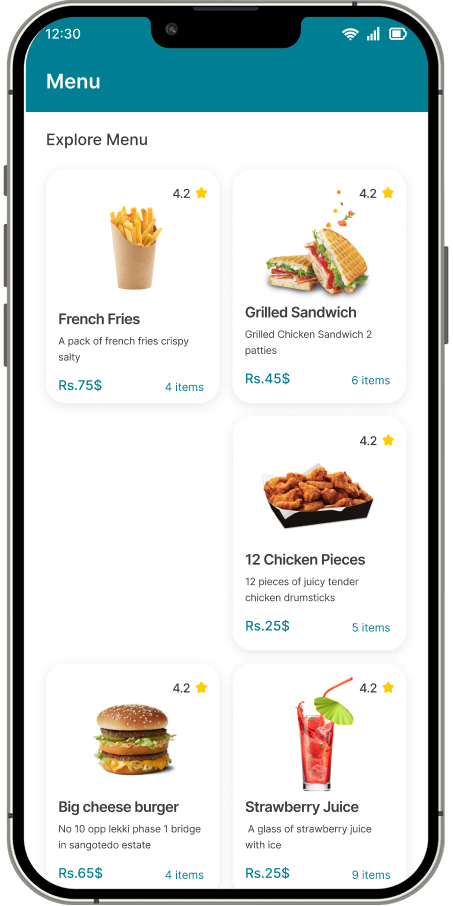 12:30
Menu
Explore Menu
4.2
French Fries
A pack of french fries crispy
salty
Rs.75$
4 items
4.2
Grilled Sandwich
Grilled Chicken Sandwich 2
patties
Rs.45$
6 items
4.2
12 Chicken Pieces
12 pieces of juicy tender
chicken drumsticks
Rs.25$
5 items
4.2
Big cheese burger
No 10 opp lekki phase 1 bridge
in sangotedo estate
Rs.65$
4 items
4.2
Strawberry Juice
A glass of strawberry juice
with ice
Rs.25$
9 items